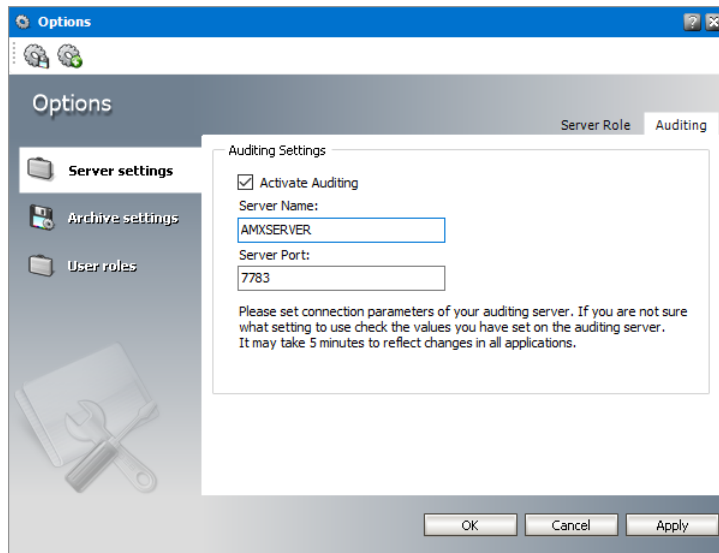 Options
Options
Server Role
Auditing
Server settings
Archive settings
User roles
Auditing Settings
Activate Auditing
Server Name:
AMXSERVER
Server Port:
7783
Please set connection parameters of your auditing server. If you are not sure
what setting to use check the values you have set on the auditing server.
It may take 5 minutes to reflect changes in all applications.
OK
Cancel
Apply